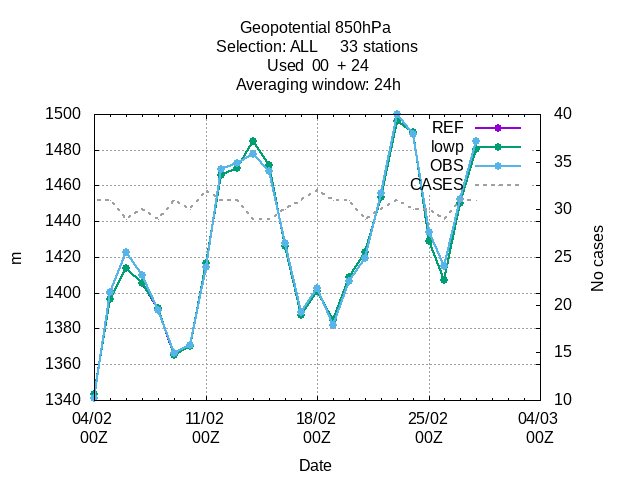 Geopotential 850hPa
Selection: ALL 33 stations
Used 00 + 24
Averaging window: 24h
1500
1480
1460
1440
1420
1400
1380
1360
1340
m
40
35
30
25
20
15
10
No cases
REF
lowp
OBS
CASES
04/02 11/02 18/02 25/02 04/03
00Z 00Z 00Z 00Z 00Z
Date